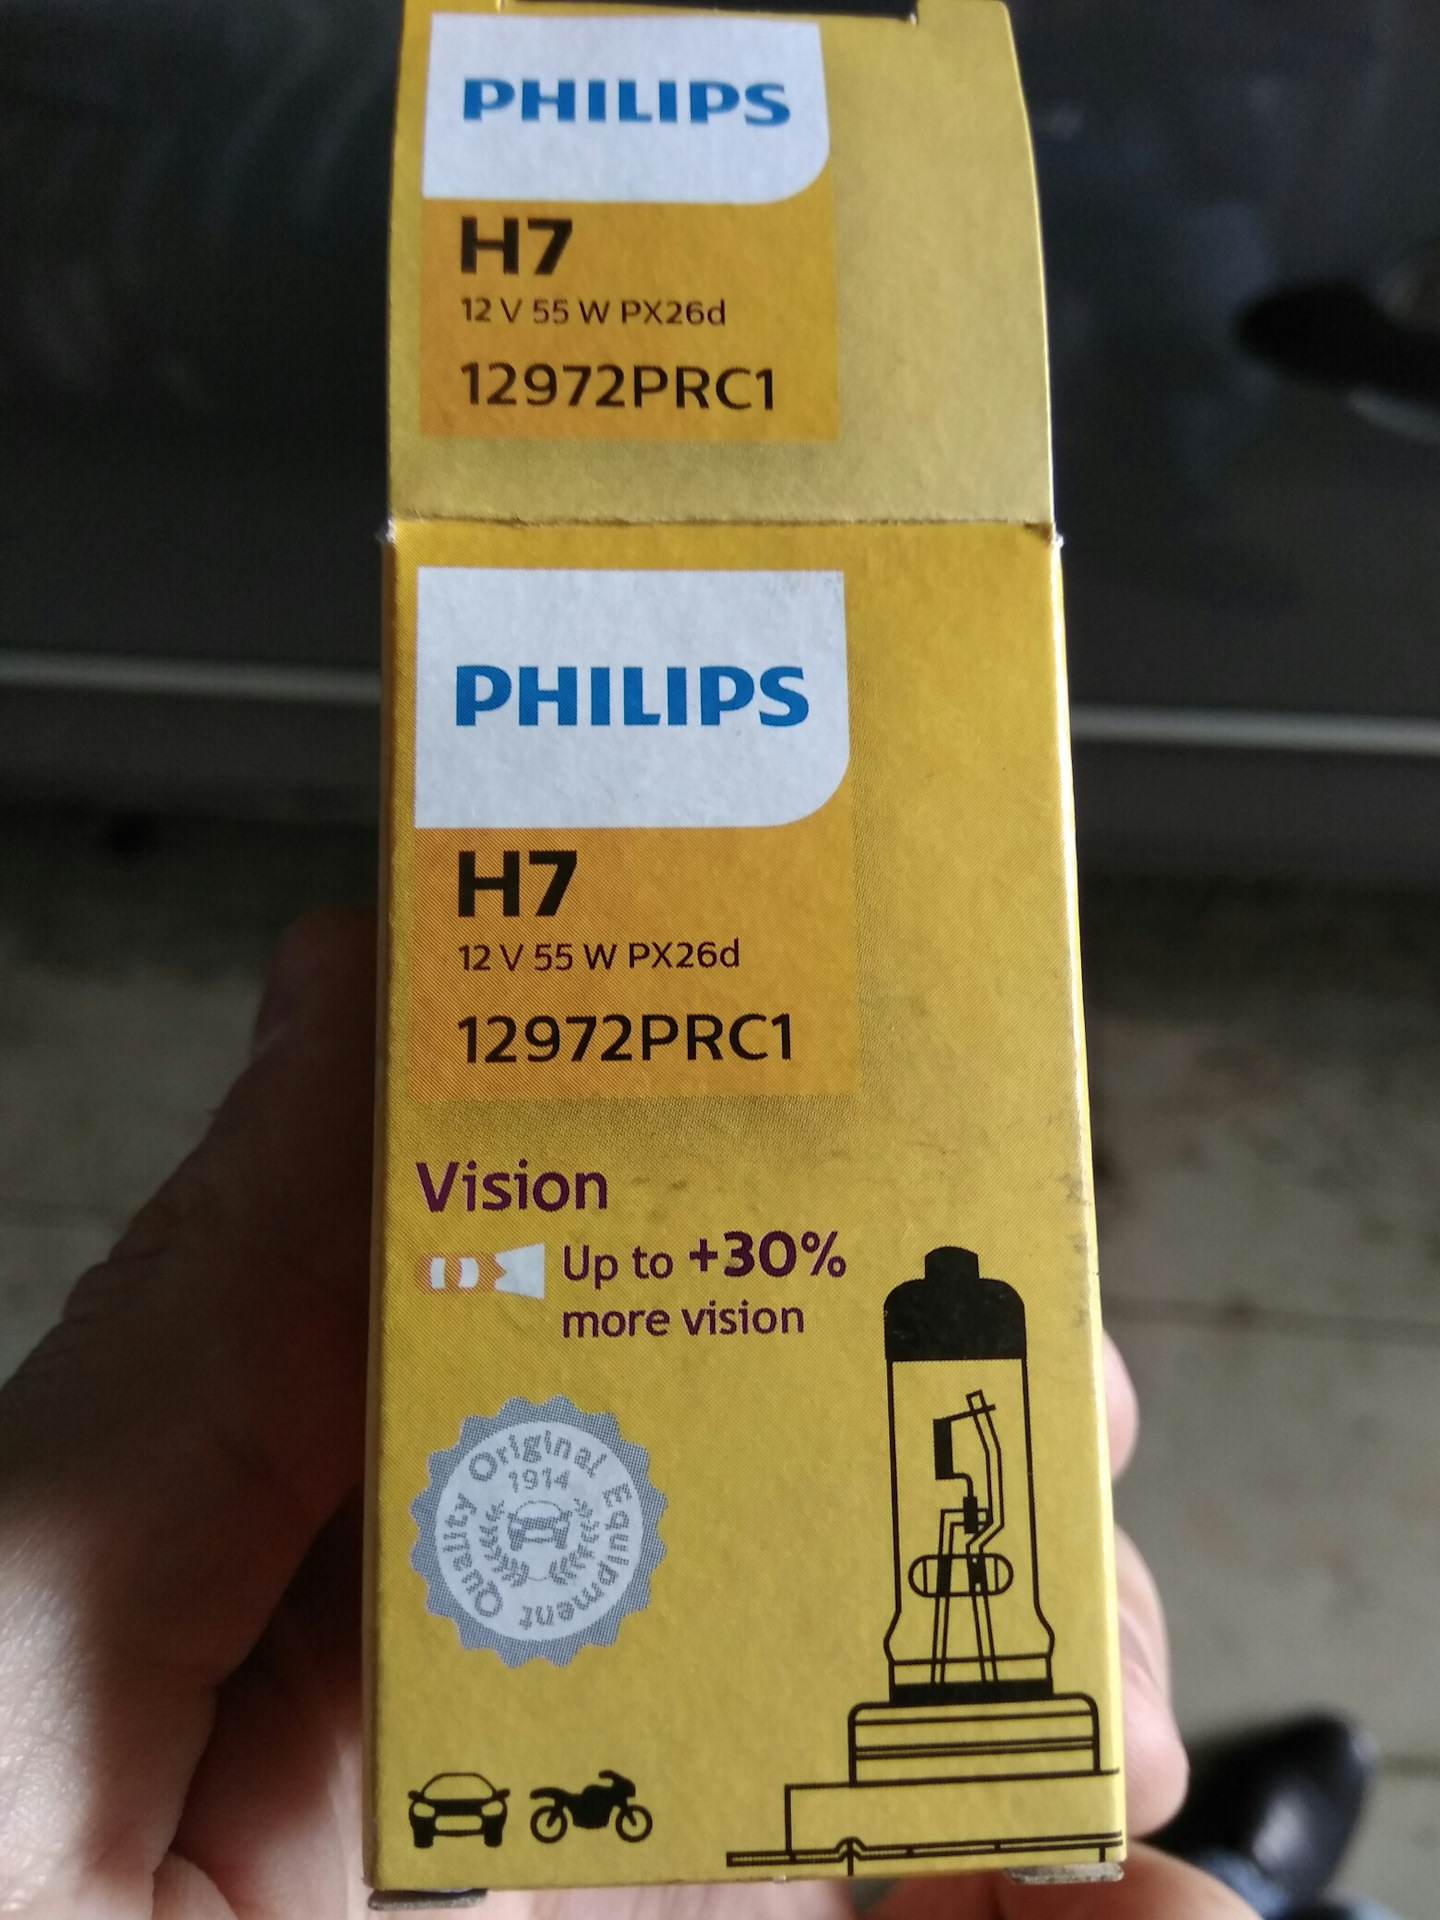 PHILIPS
H7
12 V 55 W PX26d
12972PRC1
PHILIPS
H7
12 V 55 W PX26d
12972PRC1
Vision
Up to +30%
more vision
Quality Original Equipment
1914